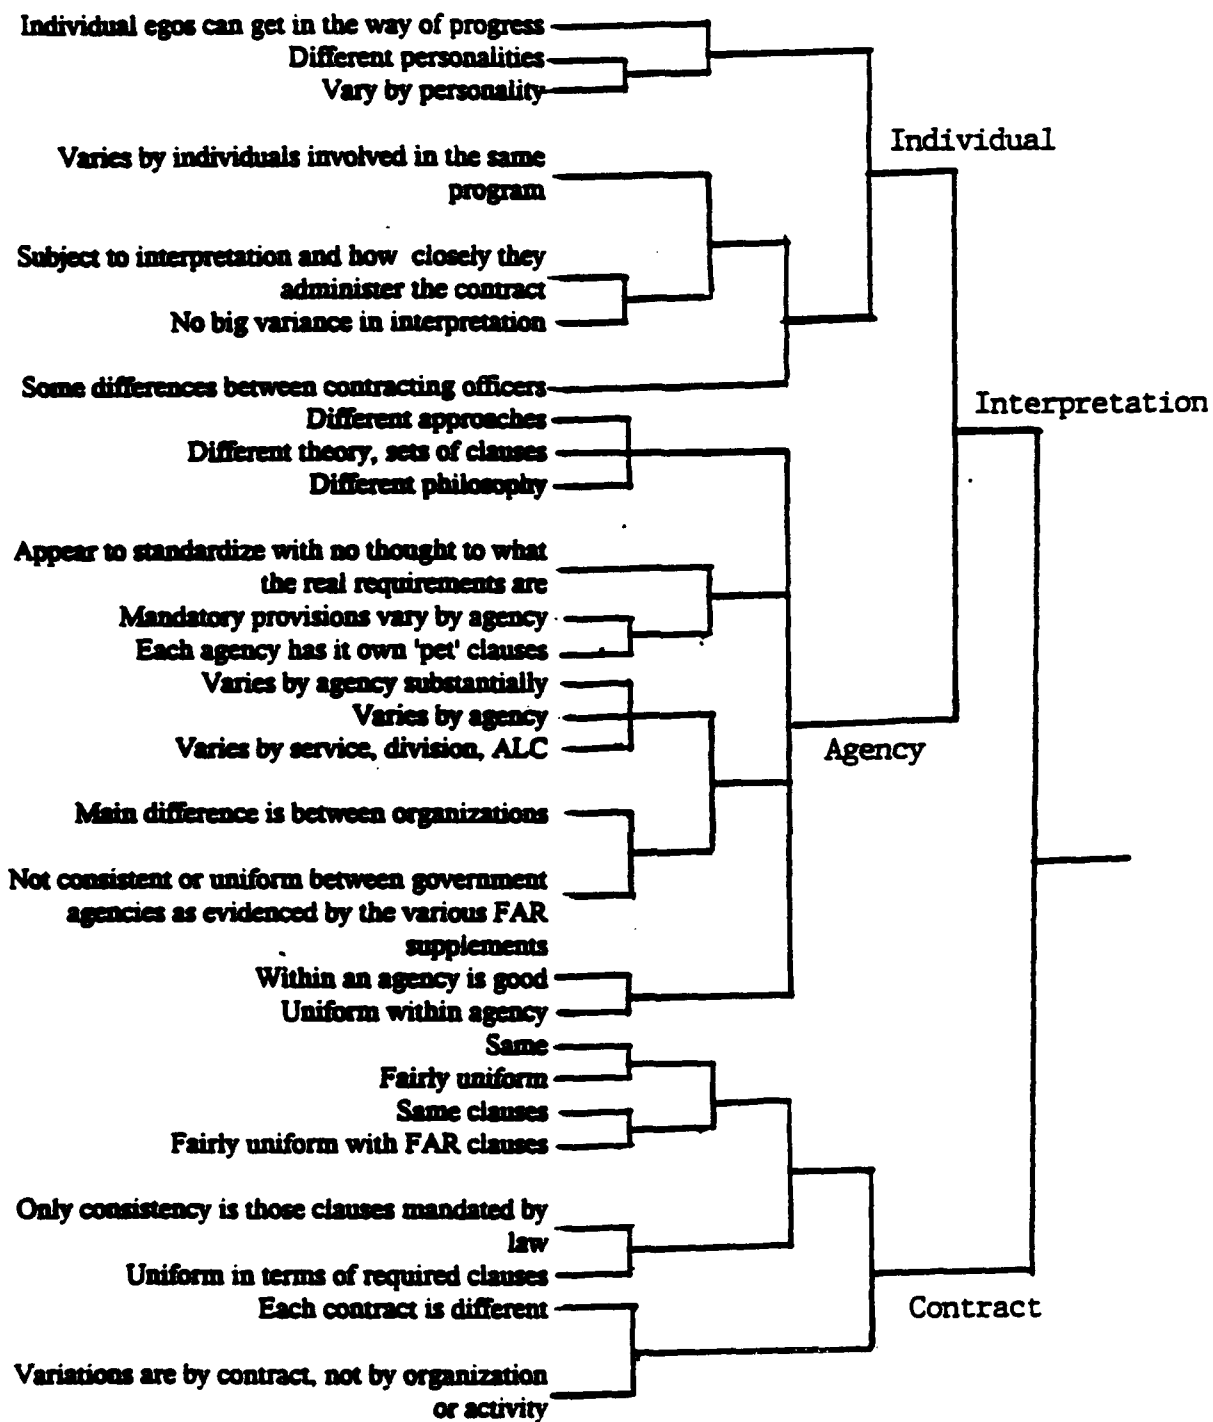 Individual egos can get in the way of progress
Different personalities
Vary by personality
Individual
Varies by individuals involved in the same
program
Subject to interpretation and how closely they
administer the contract
No big variance in interpretation
Some differences between contracting officers
Interpretation
Different approaches
Different theory, sets of clauses
Different philosophy
Appear to standardize with no thought to what
the real requirements are
Mandatory provisions vary by agency
Each agency has it own 'pet' clauses
Varies by agency substantially
Varies by agency
Varies by service, division, ALC
Agency
Main difference is between organizations
Not consistent or uniform between government
agencies as evidenced by the various FAR
supplements
Within an agency is good
Uniform within agency
Same
Fairly uniform
Same clauses
Fairly uniform with FAR clauses
Only consistency is those clauses mandated by
law
Uniform in terms of required clauses
Each contract is different
Contract
Variations are by contract, not by organization
or activity